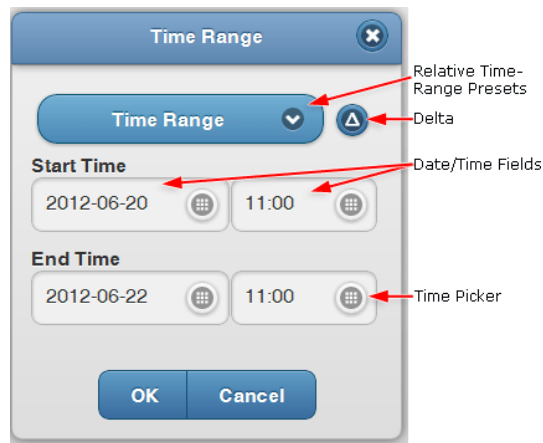 Time Range
Relative Time-
Range Presets
Time Range
Delta
Start Time
Date/Time Fields
2012-06-20
11:00
End Time
2012-06-22
11:00
Time Picker
OK
Cancel